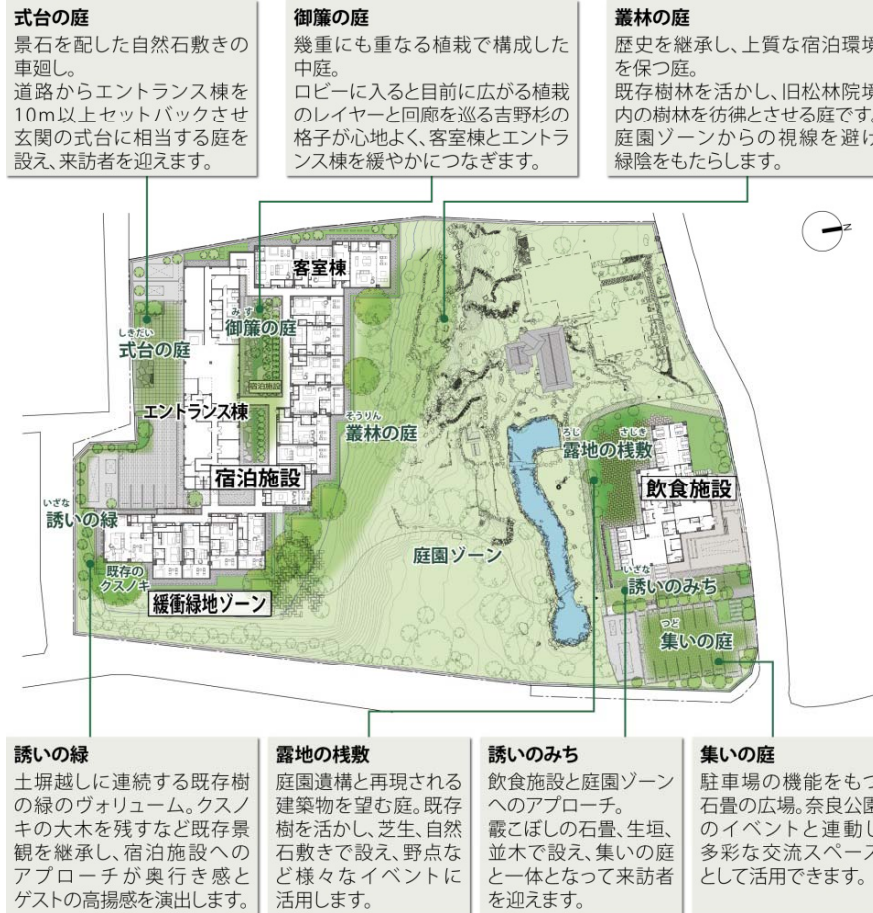 式台の庭
景石を配した自然石敷きの
車廻し。
道路からエントランス棟を
10m以上セットバックさせ
玄関の式台に相当する庭を
設え、来訪者を迎えます。
御簾の庭
幾重にも重なる植栽で構成した
中庭。
ロビーに入ると目前に広がる植栽
のレイヤーと回廊を巡る吉野杉の
格子が心地よく、客室棟とエントラ
ンス棟を緩やかにつなぎます。
叢林の庭
歴史を継承し、上質な宿泊環境
を保つ庭。
既存樹林を活かし、旧松林院境
内の樹林を彷彿とさせる庭です。
庭園ゾーンからの視線を避け
緑陰をもたらします。
N
客室棟
みす
御簾の庭
しきだい
式台の庭
宿泊施設
エントランス棟
そうりん
叢林の庭
ろじ さじき
露地の桟敷
宿泊施設
飲食施設
いざな
誘いの緑
庭園ゾーン
既存の
クスノキ
いざな
誘いのみち
緩衝緑地ゾーン
つど
集いの庭
誘いの緑
土塀越しに連続する既存樹
の緑のヴォリューム。クスノ
キの大木を残すなど既存景
観を継承し、宿泊施設への
アプローチが奥行き感と
ゲストの高揚感を演出します。
露地の桟敷
庭園遺構と再現される
建築物を望む庭。既存
樹を活かし、芝生、自然
石敷きで設え、野点な
ど様々なイベントに
活用します。
誘いのみち
飲食施設と庭園ゾーン
へのアプローチ。
霰こぼしの石畳、生垣、
並木で設え、集いの庭
と一体となって来訪者
を迎えます。
集いの庭
駐車場の機能をもつ
石畳の広場。奈良公園
のイベントと連動し
多彩な交流スペース
として活用できます。